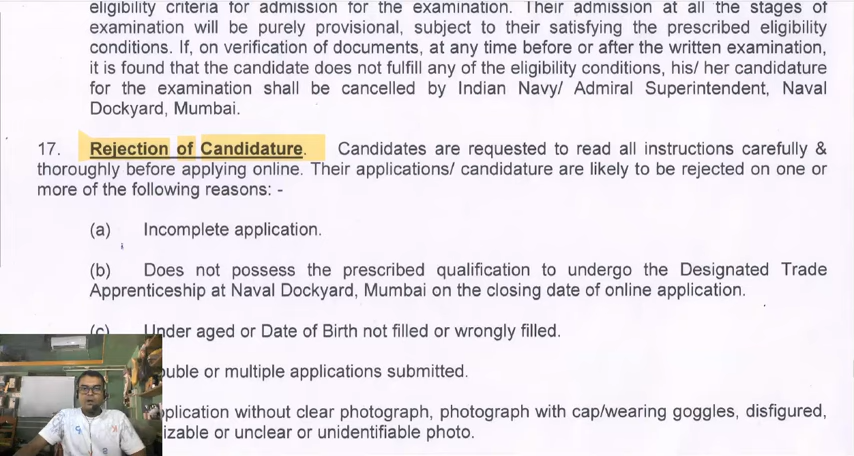 eligibility criteria for admission for the examination. Their admission at all the stages of
examination will be purely provisional, subject to their satisfying the prescribed eligibility
conditions. If, on verification of documents, at any time before or after the written examination,
it is found that the candidate does not fulfill any of the eligibility conditions, his/ her candidature
for the examination shall be cancelled by Indian Navy/ Admiral Superintendent, Naval
Dockyard, Mumbai.
17. Rejection of Candidature. Candidates are requested to read all instructions carefully &
thoroughly before applying online. Their applications/ candidature are likely to be rejected on one or
more of the following reasons: -
(a) Incomplete application.
(b) Does not possess the prescribed qualification to undergo the Designated Trade
Apprenticeship at Naval Dockyard, Mumbai on the closing date of online application.
(c) Under aged or Date of Birth not filled or wrongly filled.
or multiple applications submitted.
without clear photograph, photograph with cap/wearing goggles, disfigured,
or unclear or unidentifiable photo.